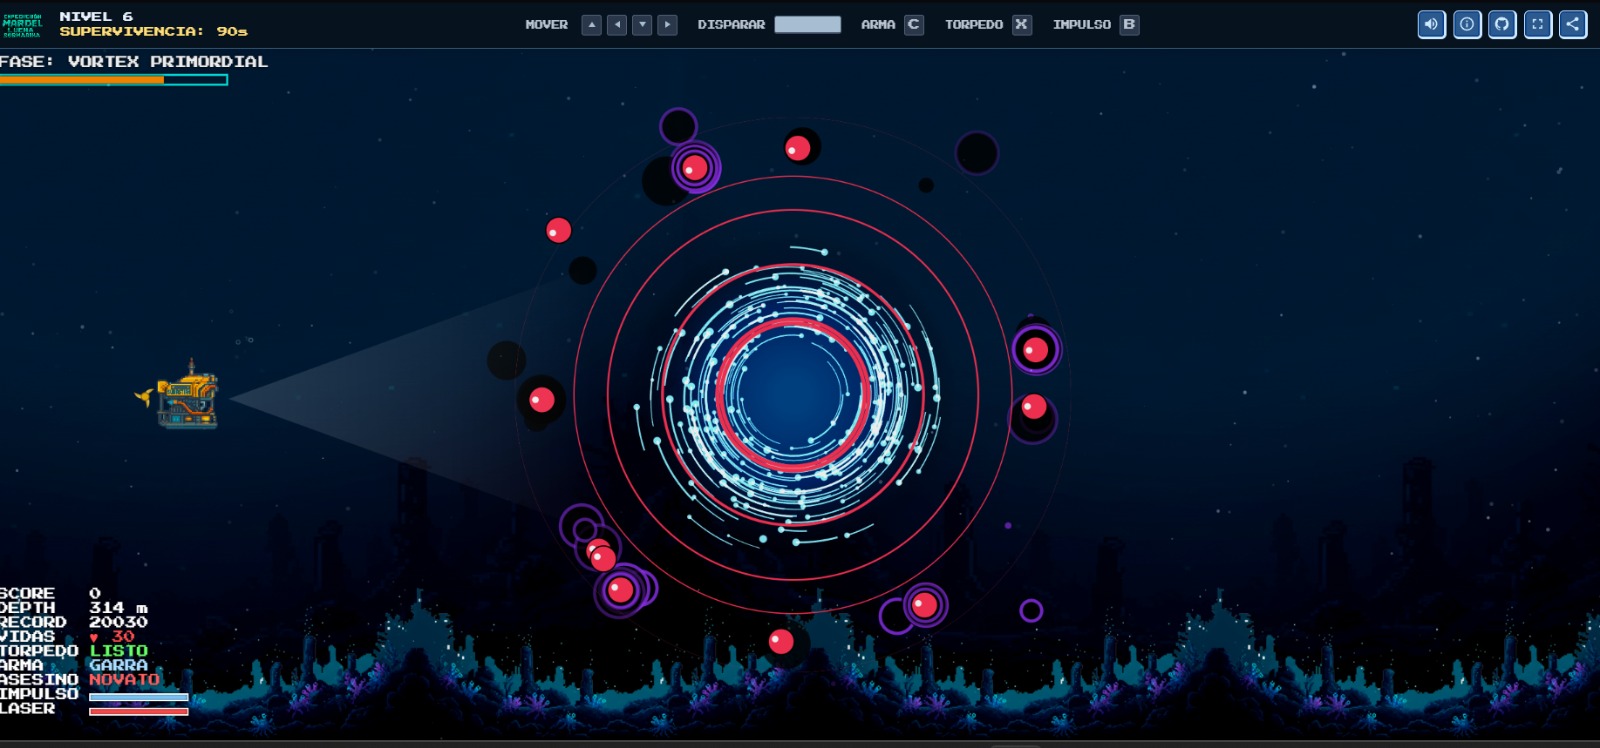 EXPEDICIÓN
MARDEL
LUCHA
SUBMARINA
NIVEL 6
SUPERVIVENCIA: 90s
MOVER
DISPARAR
ARMA C
TORPEDO X
IMPULSO B
FASE: VORTEX PRIMORDIAL
SCORE 0
DEPTH 314 m
RECORD 20030
VIDAS ♥ 30
TORPEDO LISTO
ARMA GARRA
ASESINO NOVATO
IMPULSO
LASER